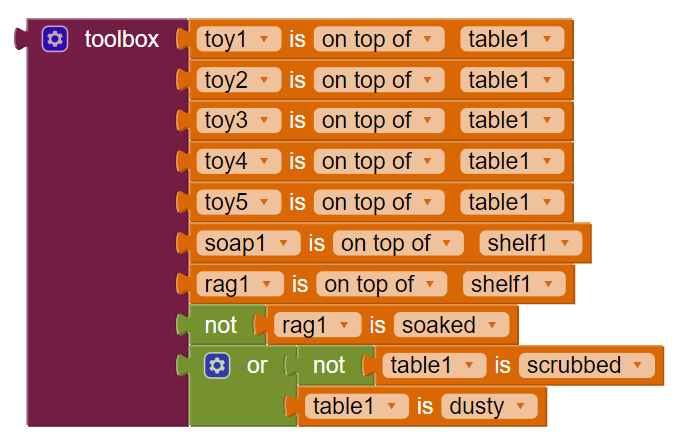 toolbox toy1 is on top of table1
toy2 is on top of table1
toy3 is on top of table1
toy4 is on top of table1
toy5 is on top of table1
soap1 is on top of shelf1
rag1 is on top of shelf1
not rag1 is soaked
or not table1 is scrubbed
table1 is dusty